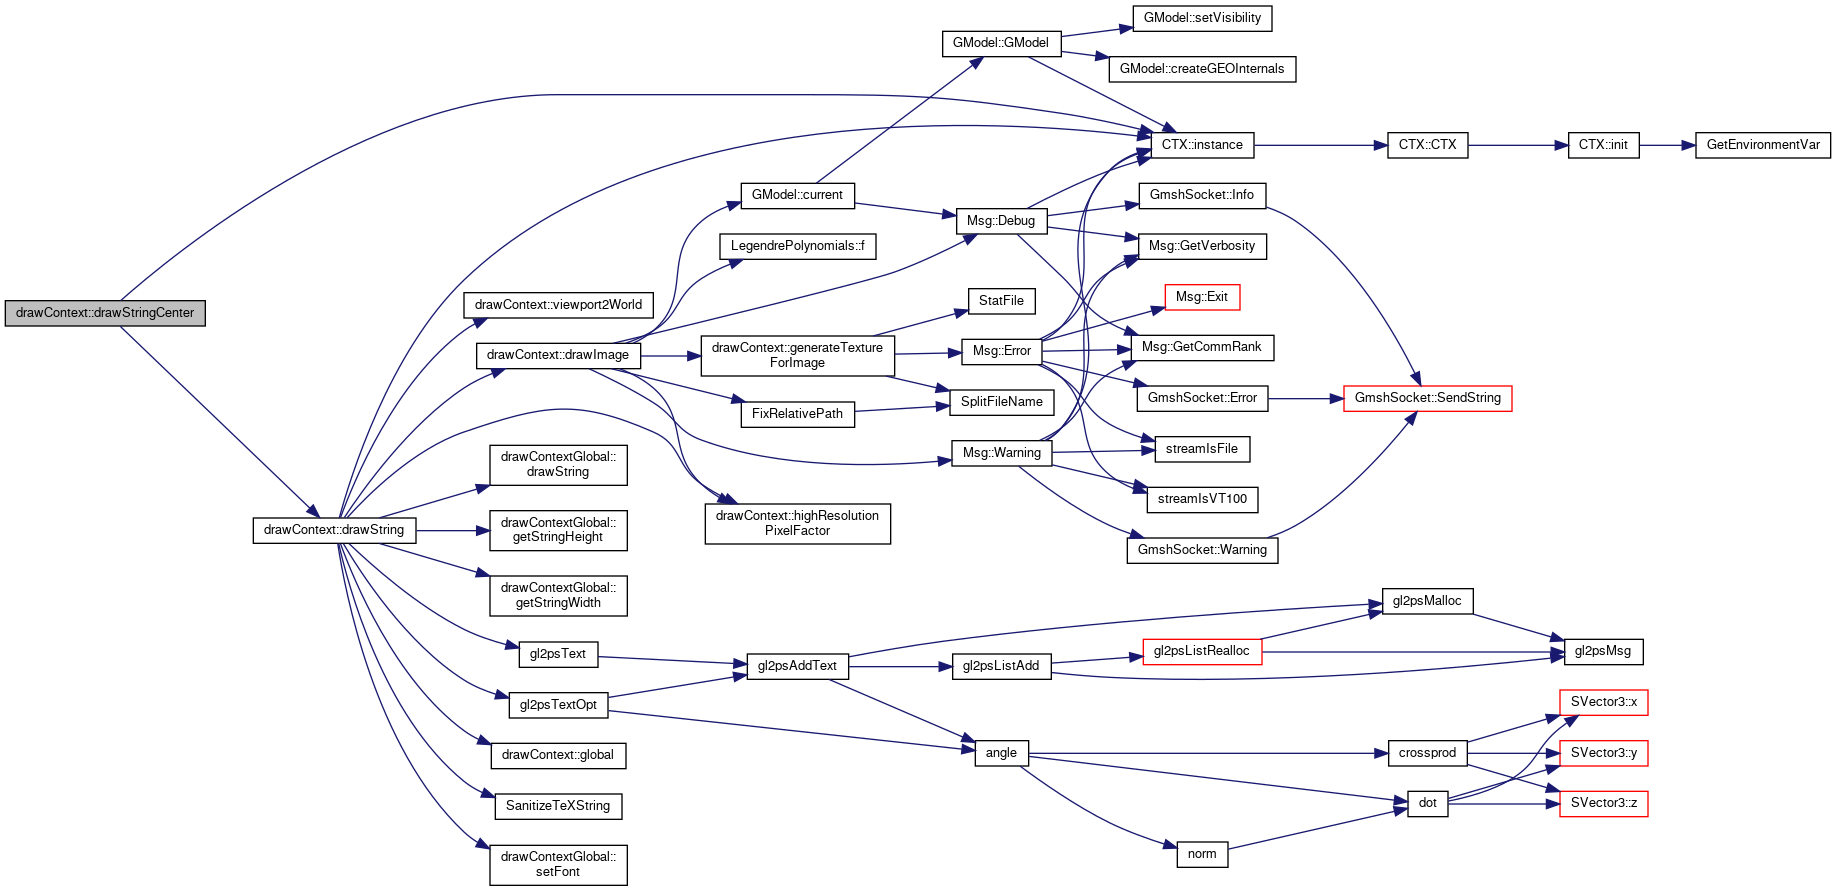 drawContext::drawStringCenter
drawContext::drawString
drawContext::viewport2World
drawContext::drawImage
drawContextGlobal::
drawString
drawContextGlobal::
getStringHeight
drawContextGlobal::
getStringWidth
gl2psText
gl2psTextOpt
drawContext::global
SanitizeTeXString
drawContextGlobal::
setFont
GModel::current
LegendrePolynomials::f
drawContext::generateTexture
ForImage
FixRelativePath
drawContext::highResolution
PixelFactor
gl2psAddText
GModel::GModel
Msg::Debug
StatFile
Msg::Error
SplitFileName
Msg::Warning
gl2psListAdd
angle
GModel::setVisibility
GModel::createGEOInternals
CTX::instance
GmshSocket::Info
Msg::GetVerbosity
Msg::Exit
Msg::GetCommRank
GmshSocket::Error
streamIsFile
streamIsVT100
GmshSocket::Warning
gl2psListRealloc
norm
CTX::CTX
GmshSocket::SendString
gl2psMalloc
crossprod
dot
CTX::init
gl2psMsg
SVector3::x
SVector3::y
SVector3::z
GetEnvironmentVar